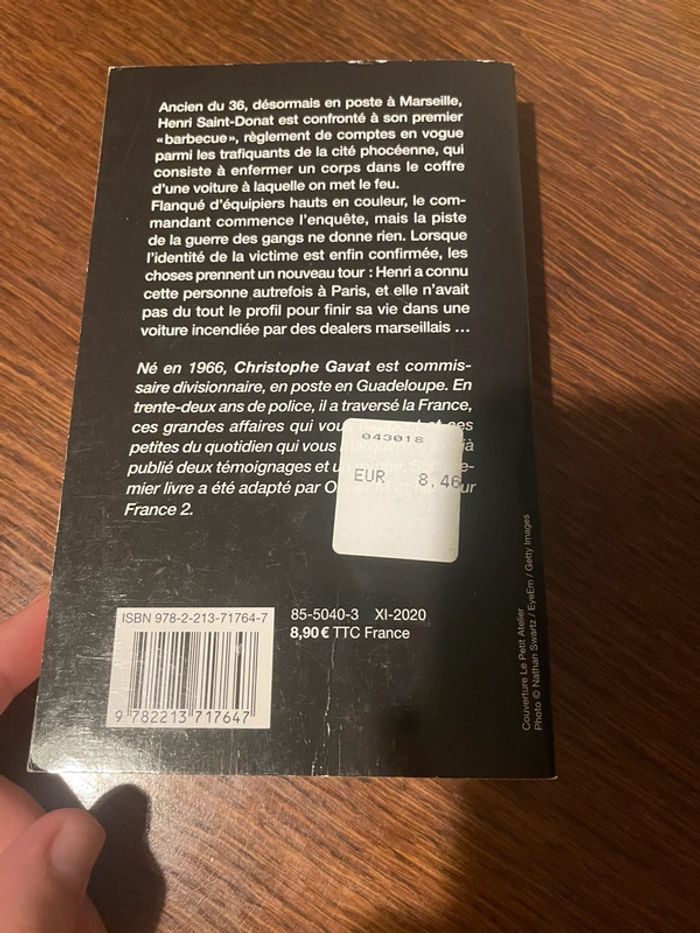 Ancien du 36, désormais en poste à Marseille,
Henri Saint-Donat est confronté à son premier
«barbecue», règlement de comptes en vogue
parmi les trafiquants de la cité phocéenne, qui
consiste à enfermer un corps dans le coffre
d'une voiture à laquelle on met le feu.
Flanqué d'équipiers hauts en couleur, le com-
mandant commence l'enquête, mais la piste
de la guerre des gangs ne donne rien. Lorsque
l'identité de la victime est enfin confirmée, les
choses prennent un nouveau tour : Henri a connu
cette personne autrefois à Paris, et elle n'avait
pas du tout le profil pour finir sa vie dans une
voiture incendiée par des dealers marseillais ...
Né en 1966, Christophe Gavat est commis-
saire divisionnaire, en poste en Guadeloupe. En
trente-deux ans de police, il a traversé la France,
ces grandes affaires qui vous
petites du quotidien qui vous
publié deux témoignages et
mier livre a été adapté par
France 2.
043018
EUR 8,46
ISBN 978-2-213-71764-7
9 782213 717647
85-5040-3 XI-2020
8,90 € TTC France
Couverture Le Petit Atelier
Photo © Nathan Swartz / EyeEm / Getty Images